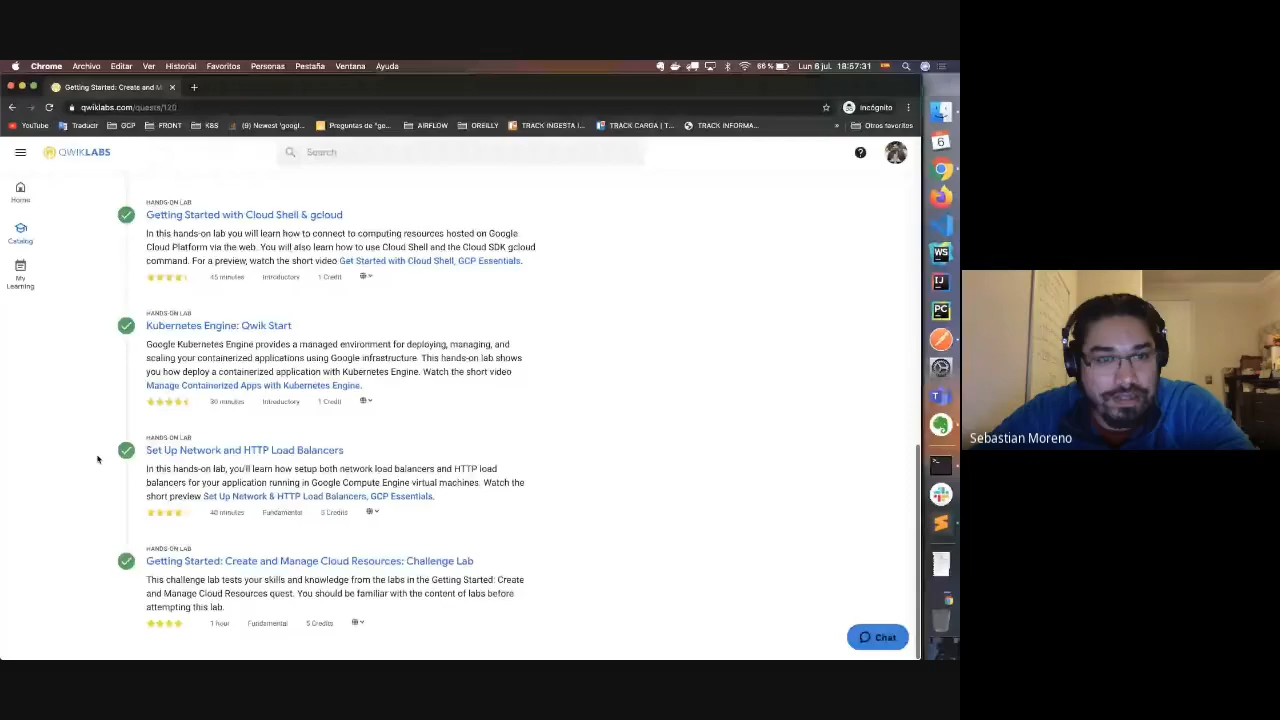 Chrome Archivo Editar Ver Historial Favoritos Personas Pestaña Ventana Ayuda 66 % Lun 6 jul. 18:57:31
Getting Started: Create and M
qwiklabs.com/quests/120 Incógnito
YouTube Traductr GCP FRONT K8S (9) Newest 'googl... Preguntas de "go... AIRFLOW OREILLY TRACK INGESTA I... TRACK CARGA | T... TRACK INFORMA... » Otros favoritos
QWIKLABS Search
Home
Catalog
My Learning
HANDS-ON LAB
Getting Started with Cloud Shell & gcloud
In this hands-on lab you will learn how to connect to computing resources hosted on Google
Cloud Platform via the web. You will also learn how to use Cloud Shell and the Cloud SDK gcloud
command. For a preview, watch the short video Get Started with Cloud Shell, GCP Essentials.
45 minutes Introductory 1 Credit
HANDS-ON LAB
Kubernetes Engine: Qwik Start
Google Kubernetes Engine provides a managed environment for deploying, managing, and
scaling your containerized applications using Google infrastructure. This hands-on lab shows
you how deploy a containerized application with Kubernetes Engine. Watch the short video
Manage Containerized Apps with Kubernetes Engine.
30 minutes Introductory 1 Credit
HANDS-ON LAB
Set Up Network and HTTP Load Balancers
In this hands-on lab, you'll learn how setup both network load balancers and HTTP load
balancers for your application running in Google Compute Engine virtual machines. Watch the
short preview Set Up Network & HTTP Load Balancers, GCP Essentials.
40 minutes Fundamental 5 Credits
HANDS-ON LAB
Getting Started: Create and Manage Cloud Resources: Challenge Lab
This challenge lab tests your skills and knowledge from the labs in the Getting Started: Create
and Manage Cloud Resources quest. You should be familiar with the content of labs before
attempting this lab.
1 hour Fundamental 5 Credits
Chat
6
WS
IJ
PC
Sebastian Moreno